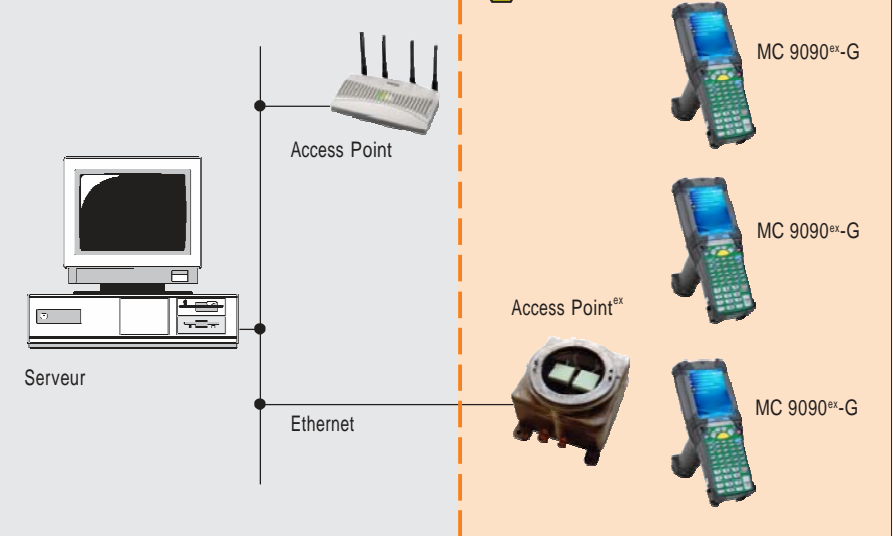 MC 9090ex-G
Access Point
MC 9090ex-G
Access Pointex
Serveur
MC 9090ex-G
Ethernet